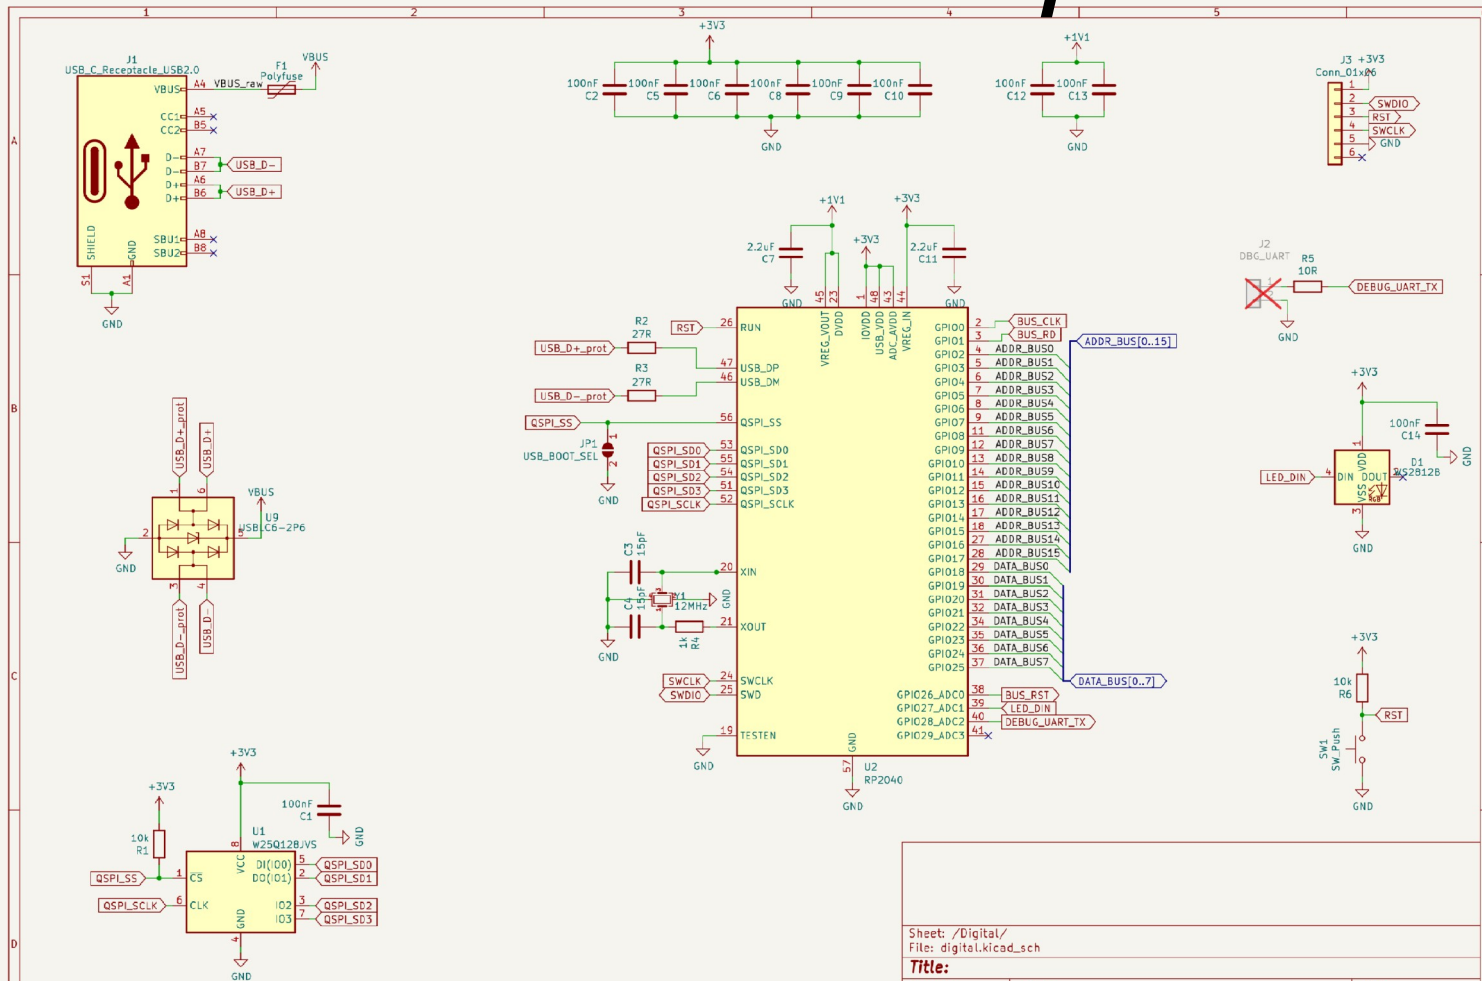 1 2 3 4 5
A
B
C
D
J1
USB_C_Receptacle_USB2.0
VBUS A4 VBUS_raw
F1
Polyfuse
VBUS
CC1 A5
CC2 B5
D- A7
D- B7 USB_D-
D+ A6
D+ B6 USB_D+
SBU1 A8
SBU2 B8
SHIELD GND
S1 A1
GND
+3V3
100nF 100nF 100nF 100nF 100nF 100nF
C2 C5 C6 C8 C9 C10
GND
+1V1
100nF 100nF
C12 C13
GND
J3 +3V3
1
2 SWDIO
3 RST
4 SWCLK
5 GND
6
J2
DBG_UART
R5
10R
DEBUG_UART_TX
GND
+1V1
2.2uF
C7
GND
+3V3
+3V3
2.2uF
C11
GND
45 23 1 48 43 44
VREG_VOUT DVDD IOVDD USB_VDD ADC_AVDD VREG_IN
RST 26 RUN
R2
27R
USB_D+_prot 47 USB_DP
R3
27R
USB_D-_prot 46 USB_DM
QSPI_SS 56 QSPI_SS
JP1
USB_BOOT_SEL
1
2
GND
QSPI_SD0 53 QSPI_SD0
QSPI_SD1 55 QSPI_SD1
QSPI_SD2 54 QSPI_SD2
QSPI_SD3 51 QSPI_SD3
QSPI_SCLK 52 QSPI_SCLK
C3 15pF
20 XIN
C4 15pF
Y1
12MHz
GND
1k R4
21 XOUT
GND
SWCLK 24 SWCLK
SWDIO 25 SWD
19 TESTEN
GND
GPIO0 2 BUS_CLK
GPIO1 3 BUS_RD
GPIO2 4 ADDR_BUS0
GPIO3 5 ADDR_BUS1
GPIO4 6 ADDR_BUS2
GPIO5 7 ADDR_BUS3
GPIO6 8 ADDR_BUS4
GPIO7 9 ADDR_BUS5
GPIO8 11 ADDR_BUS6
GPIO9 12 ADDR_BUS7
GPIO10 13 ADDR_BUS8
GPIO11 14 ADDR_BUS9
GPIO12 15 ADDR_BUS10
GPIO13 16 ADDR_BUS11
GPIO14 17 ADDR_BUS12
GPIO15 18 ADDR_BUS13
GPIO16 27 ADDR_BUS14
GPIO17 28 ADDR_BUS15
GPIO18 29 DATA_BUS0
GPIO19 30 DATA_BUS1
GPIO20 31 DATA_BUS2
GPIO21 32 DATA_BUS3
GPIO22 34 DATA_BUS4
GPIO23 35 DATA_BUS5
GPIO24 36 DATA_BUS6
GPIO25 37 DATA_BUS7
GPIO26_ADC0 38 BUS_RST
GPIO27_ADC1 39 LED_DIN
GPIO28_ADC2 40 DEBUG_UART_TX
GPIO29_ADC3 41
ADDR_BUS[0..15]
DATA_BUS[0..7]
GND
57
U2
RP2040
GND
USB_D+_prot USB_D+
1 6
VBUS
U9
USBLC6-2P6
2 5
GND
3 4
USB_D-_prot USB_D-
+3V3
100nF
C14
GND
1
VDD
LED_DIN 4 DIN DOUT
D1
WS2812B
VSS
3
GND
+3V3
10k
R6
RST
SW1
SW_Push
GND
+3V3
+3V3
10k
R1
100nF
C1
GND
U1
W25Q128JVS
8
VCC
QSPI_SS 1 CS
QSPI_SCLK 6 CLK
DI(IO0) 5 QSPI_SD0
DO(IO1) 2 QSPI_SD1
IO2 3 QSPI_SD2
IO3 7 QSPI_SD3
GND
4
GND
Sheet: /Digital/
File: digital.kicad_sch
Title: